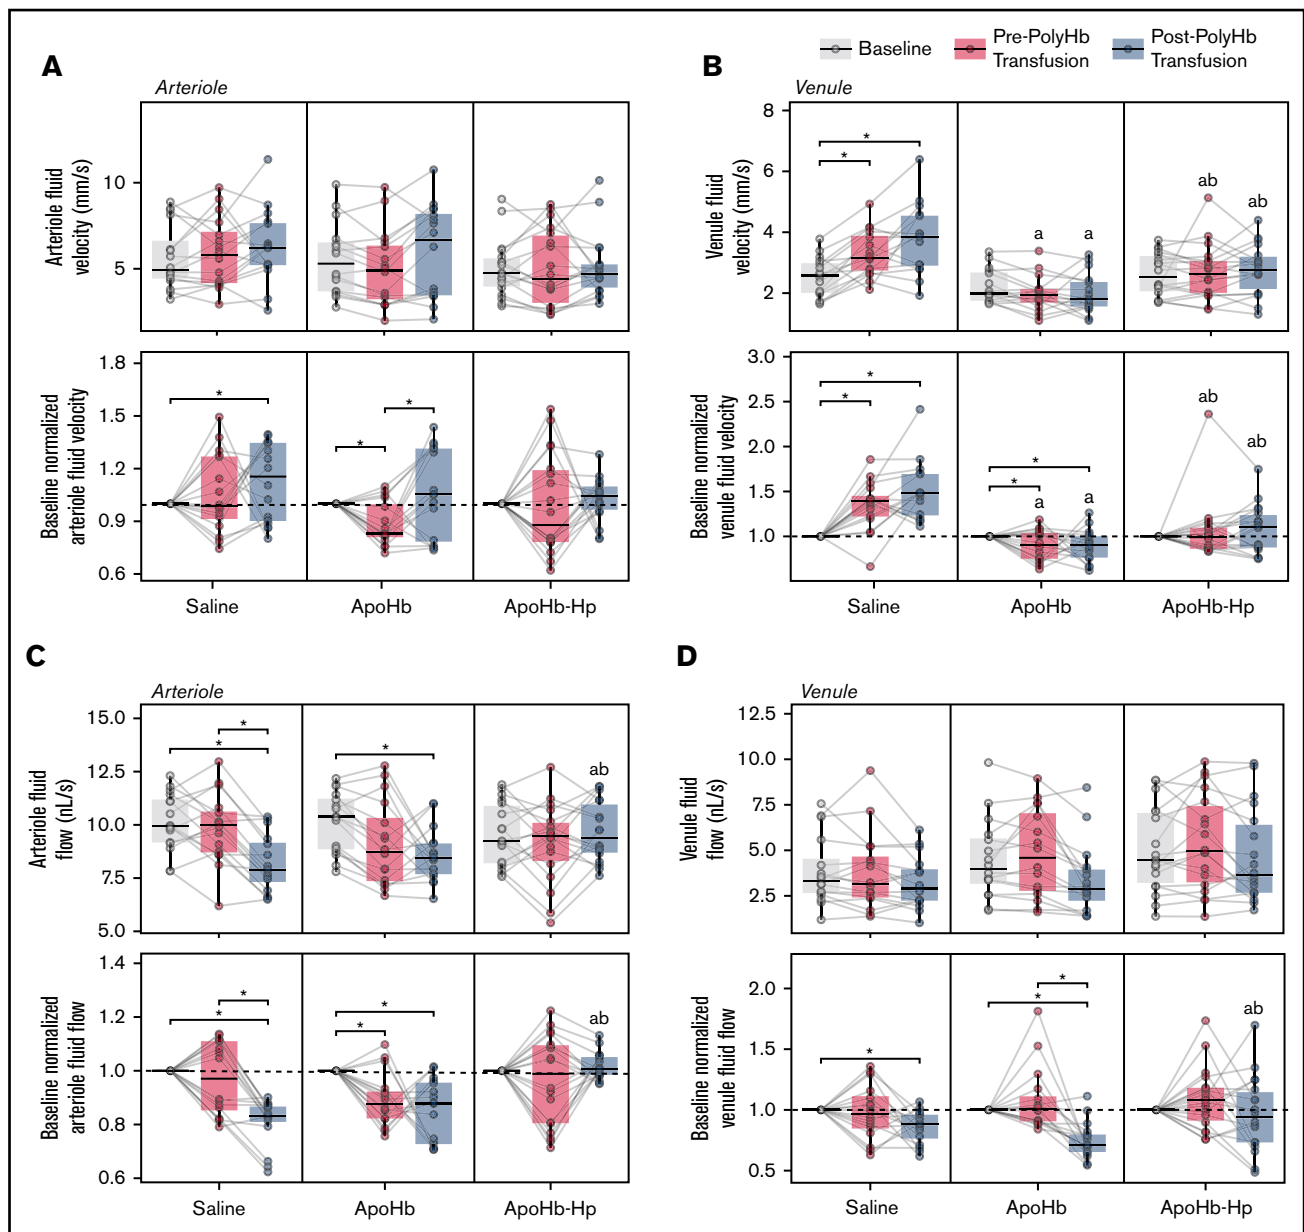 Baseline
Pre-PolyHb
Transfusion
Post-PolyHb
Transfusion
A
Arteriole
Arteriole fluid
velocity (mm/s)
10
5
Baseline normalized
arteriole fluid velocity
1.8
1.5
1.2
0.9
0.6
*
*
*
Saline
ApoHb
ApoHb-Hp
B
Venule
Venule fluid
velocity (mm/s)
8
6
4
2
*
*
a
a
ab
ab
Baseline normalized
venule fluid velocity
3.0
2.5
2.0
1.5
1.0
*
*
*
*
a
a
ab
ab
Saline
ApoHb
ApoHb-Hp
C
Arteriole
Arteriole fluid
flow (nL/s)
15.0
12.5
10.0
7.5
5.0
*
*
*
ab
Baseline normalized
arteriole fluid flow
1.4
1.2
1.0
0.8
0.6
*
*
*
*
ab
Saline
ApoHb
ApoHb-Hp
D
Venule
Venule fluid
flow (nL/s)
12.5
10.0
7.5
5.0
2.5
Baseline normalized
venule fluid flow
2.0
1.5
1.0
0.5
*
*
*
ab
Saline
ApoHb
ApoHb-Hp